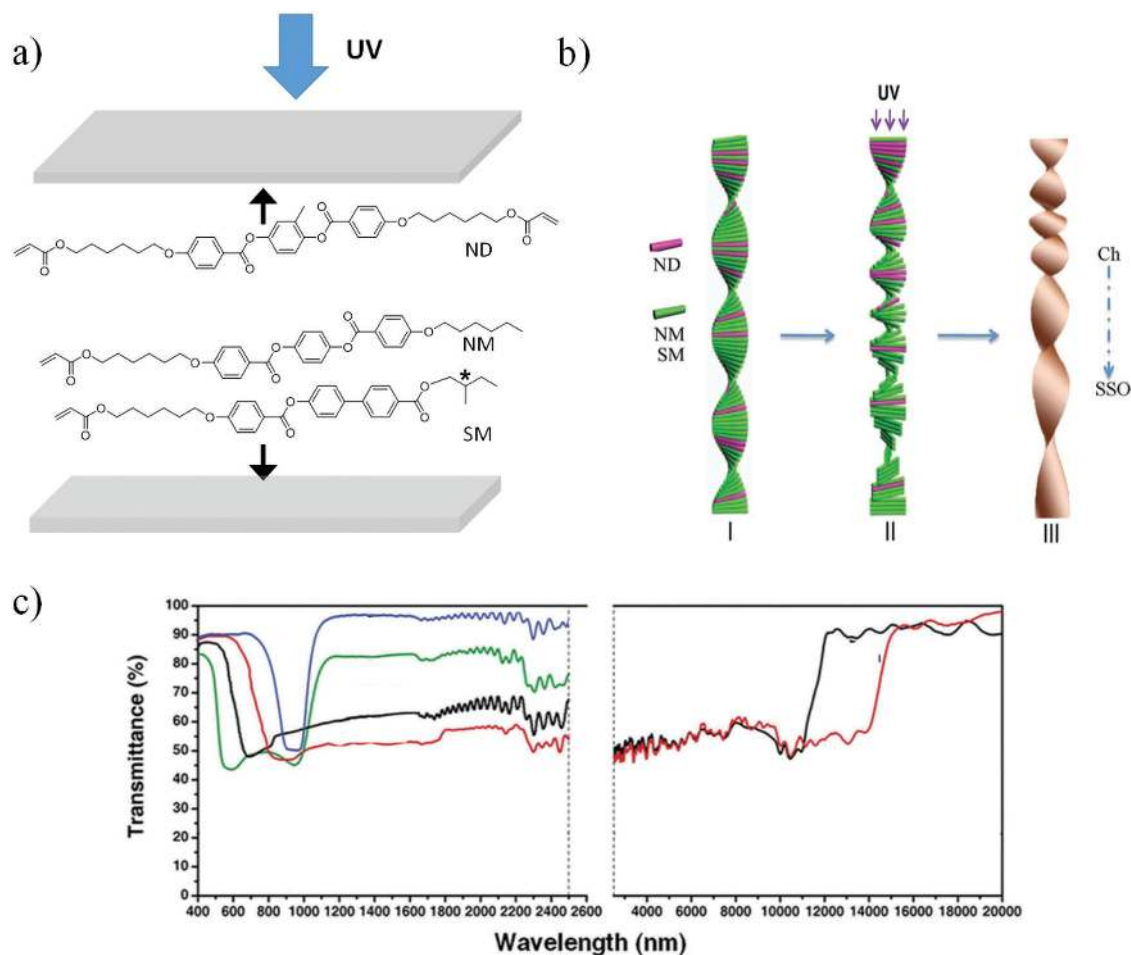 a)
UV
O
O
O
O
O
O
O
O
O
O
ND
O
O
O
O
O
O
O
O
NM
O
O
O
O
O
O
O
*
SM
b)
UV
ND
NM
SM
Ch
SSO
I
II
III
c)
Transmittance (%)
100
90
80
70
60
50
40
30
20
10
0
400 600 800 1000 1200 1400 1600 1800 2000 2200 2400 2600
4000 6000 8000 10000 12000 14000 16000 18000 20000
Wavelength (nm)